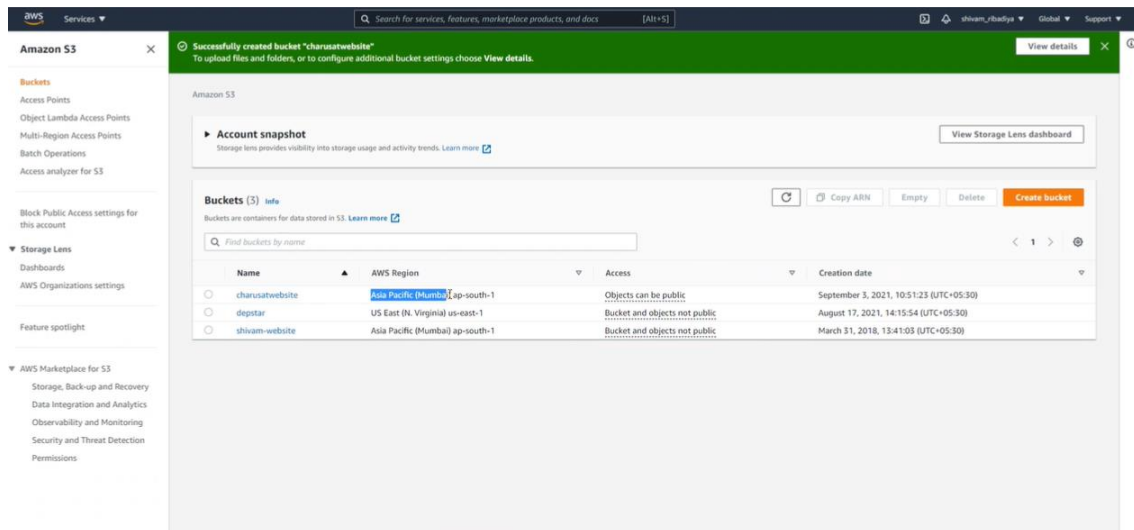 aws Services ▼ Search for services, features, marketplace products, and docs [Alt+S] shivam_ribadiya ▼ Global ▼ Support ▼
Amazon S3
Buckets
Access Points
Object Lambda Access Points
Multi-Region Access Points
Batch Operations
Access analyzer for S3
Block Public Access settings for
this account
Storage Lens
Dashboards
AWS Organizations settings
Feature spotlight
AWS Marketplace for S3
Storage, Back-up and Recovery
Data Integration and Analytics
Observability and Monitoring
Security and Threat Detection
Permissions
Successfully created bucket "charusatwebsite"
To upload files and folders, or to configure additional bucket settings choose View details.
View details
Amazon S3
Account snapshot
Storage lens provides visibility into storage usage and activity trends. Learn more
View Storage Lens dashboard
Buckets (3) Info
Buckets are containers for data stored in S3. Learn more
Copy ARN Empty Delete Create bucket
Find buckets by name
1
Name AWS Region Access Creation date
charusatwebsite Asia Pacific (Mumbai) ap-south-1 Objects can be public September 3, 2021, 10:51:23 (UTC+05:30)
depstar US East (N. Virginia) us-east-1 Bucket and objects not public August 17, 2021, 14:15:54 (UTC+05:30)
shivam-website Asia Pacific (Mumbai) ap-south-1 Bucket and objects not public March 31, 2018, 13:41:03 (UTC+05:30)